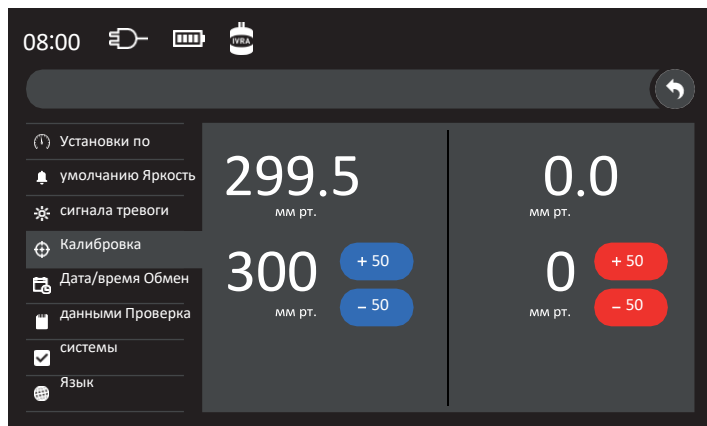 08:00
IVRA
Установки по
умолчанию Яркость
сигнала тревоги
Калибровка
Дата/время Обмен
данными Проверка
системы
Язык
299.5
мм рт.
300
мм рт.
+ 50
– 50
0.0
мм рт.
0
мм рт.
+ 50
– 50